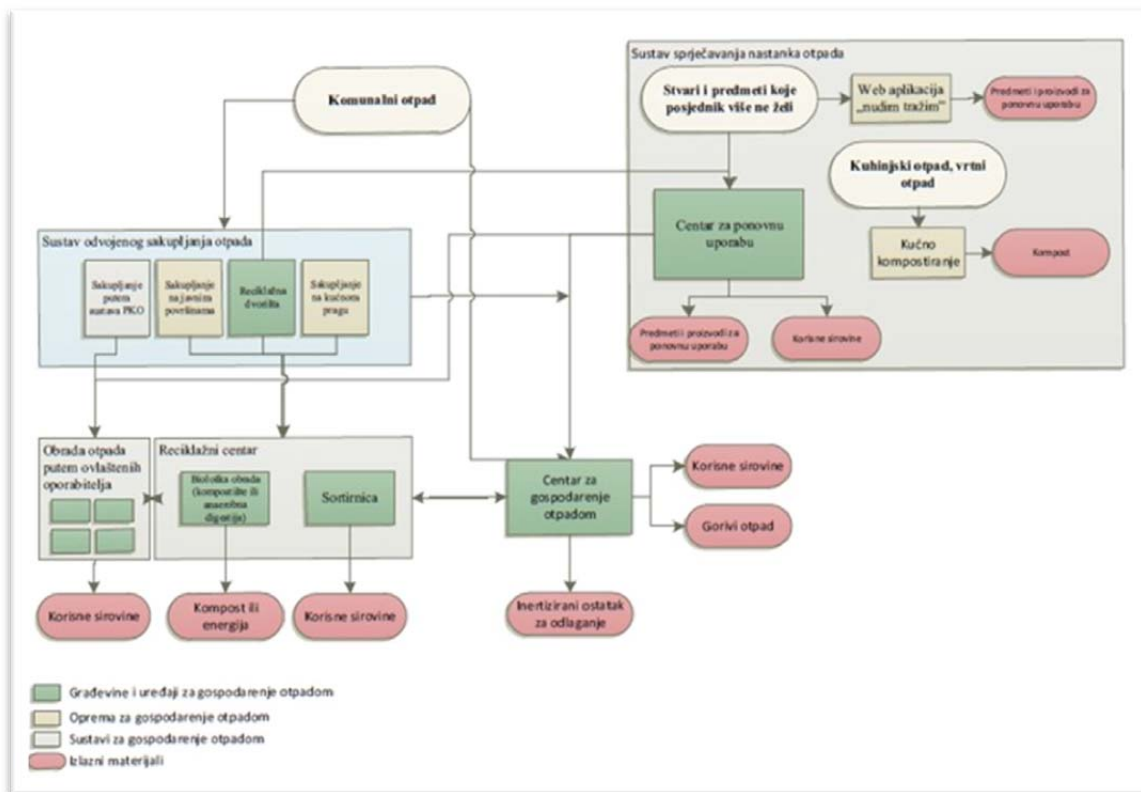 Sustav sprječavanja nastanka otpada
Komunalni otpad
Stvari i predmeti koje
posjednik više ne želi
Web aplikacija
„nudim tražim"
Predmeti i proizvodi za
ponovnu uporabu
Kuhinjski otpad, vrtni
otpad
Centar za ponovnu
uporabu
Kućno
kompostiranje
Kompost
Predmeti i proizvodi za
ponovnu uporabu
Korisne sirovine
Sustav odvojenog sakupljanja otpada
Sakupljanje
putem
sustava PKO
Sakupljanje
na javnim
površinama
Reciklažna
dvorišta
Sakupljanje
na kućnom
pragu
Obrada otpada
putem ovlaštenih
oporabitelja
Reciklažni centar
Biološka obrada
(kompostište ili
anaerobna
digestija)
Sortirnica
Centar za
gospodarenje
otpadom
Korisne sirovine
Gorivi otpad
Korisne sirovine
Kompost ili
energija
Korisne sirovine
Inertizirani ostatak
za odlaganje
Građevine i uređaji za gospodarenje otpadom
Oprema za gospodarenje otpadom
Sustavi za gospodarenje otpadom
Izlazni materijali